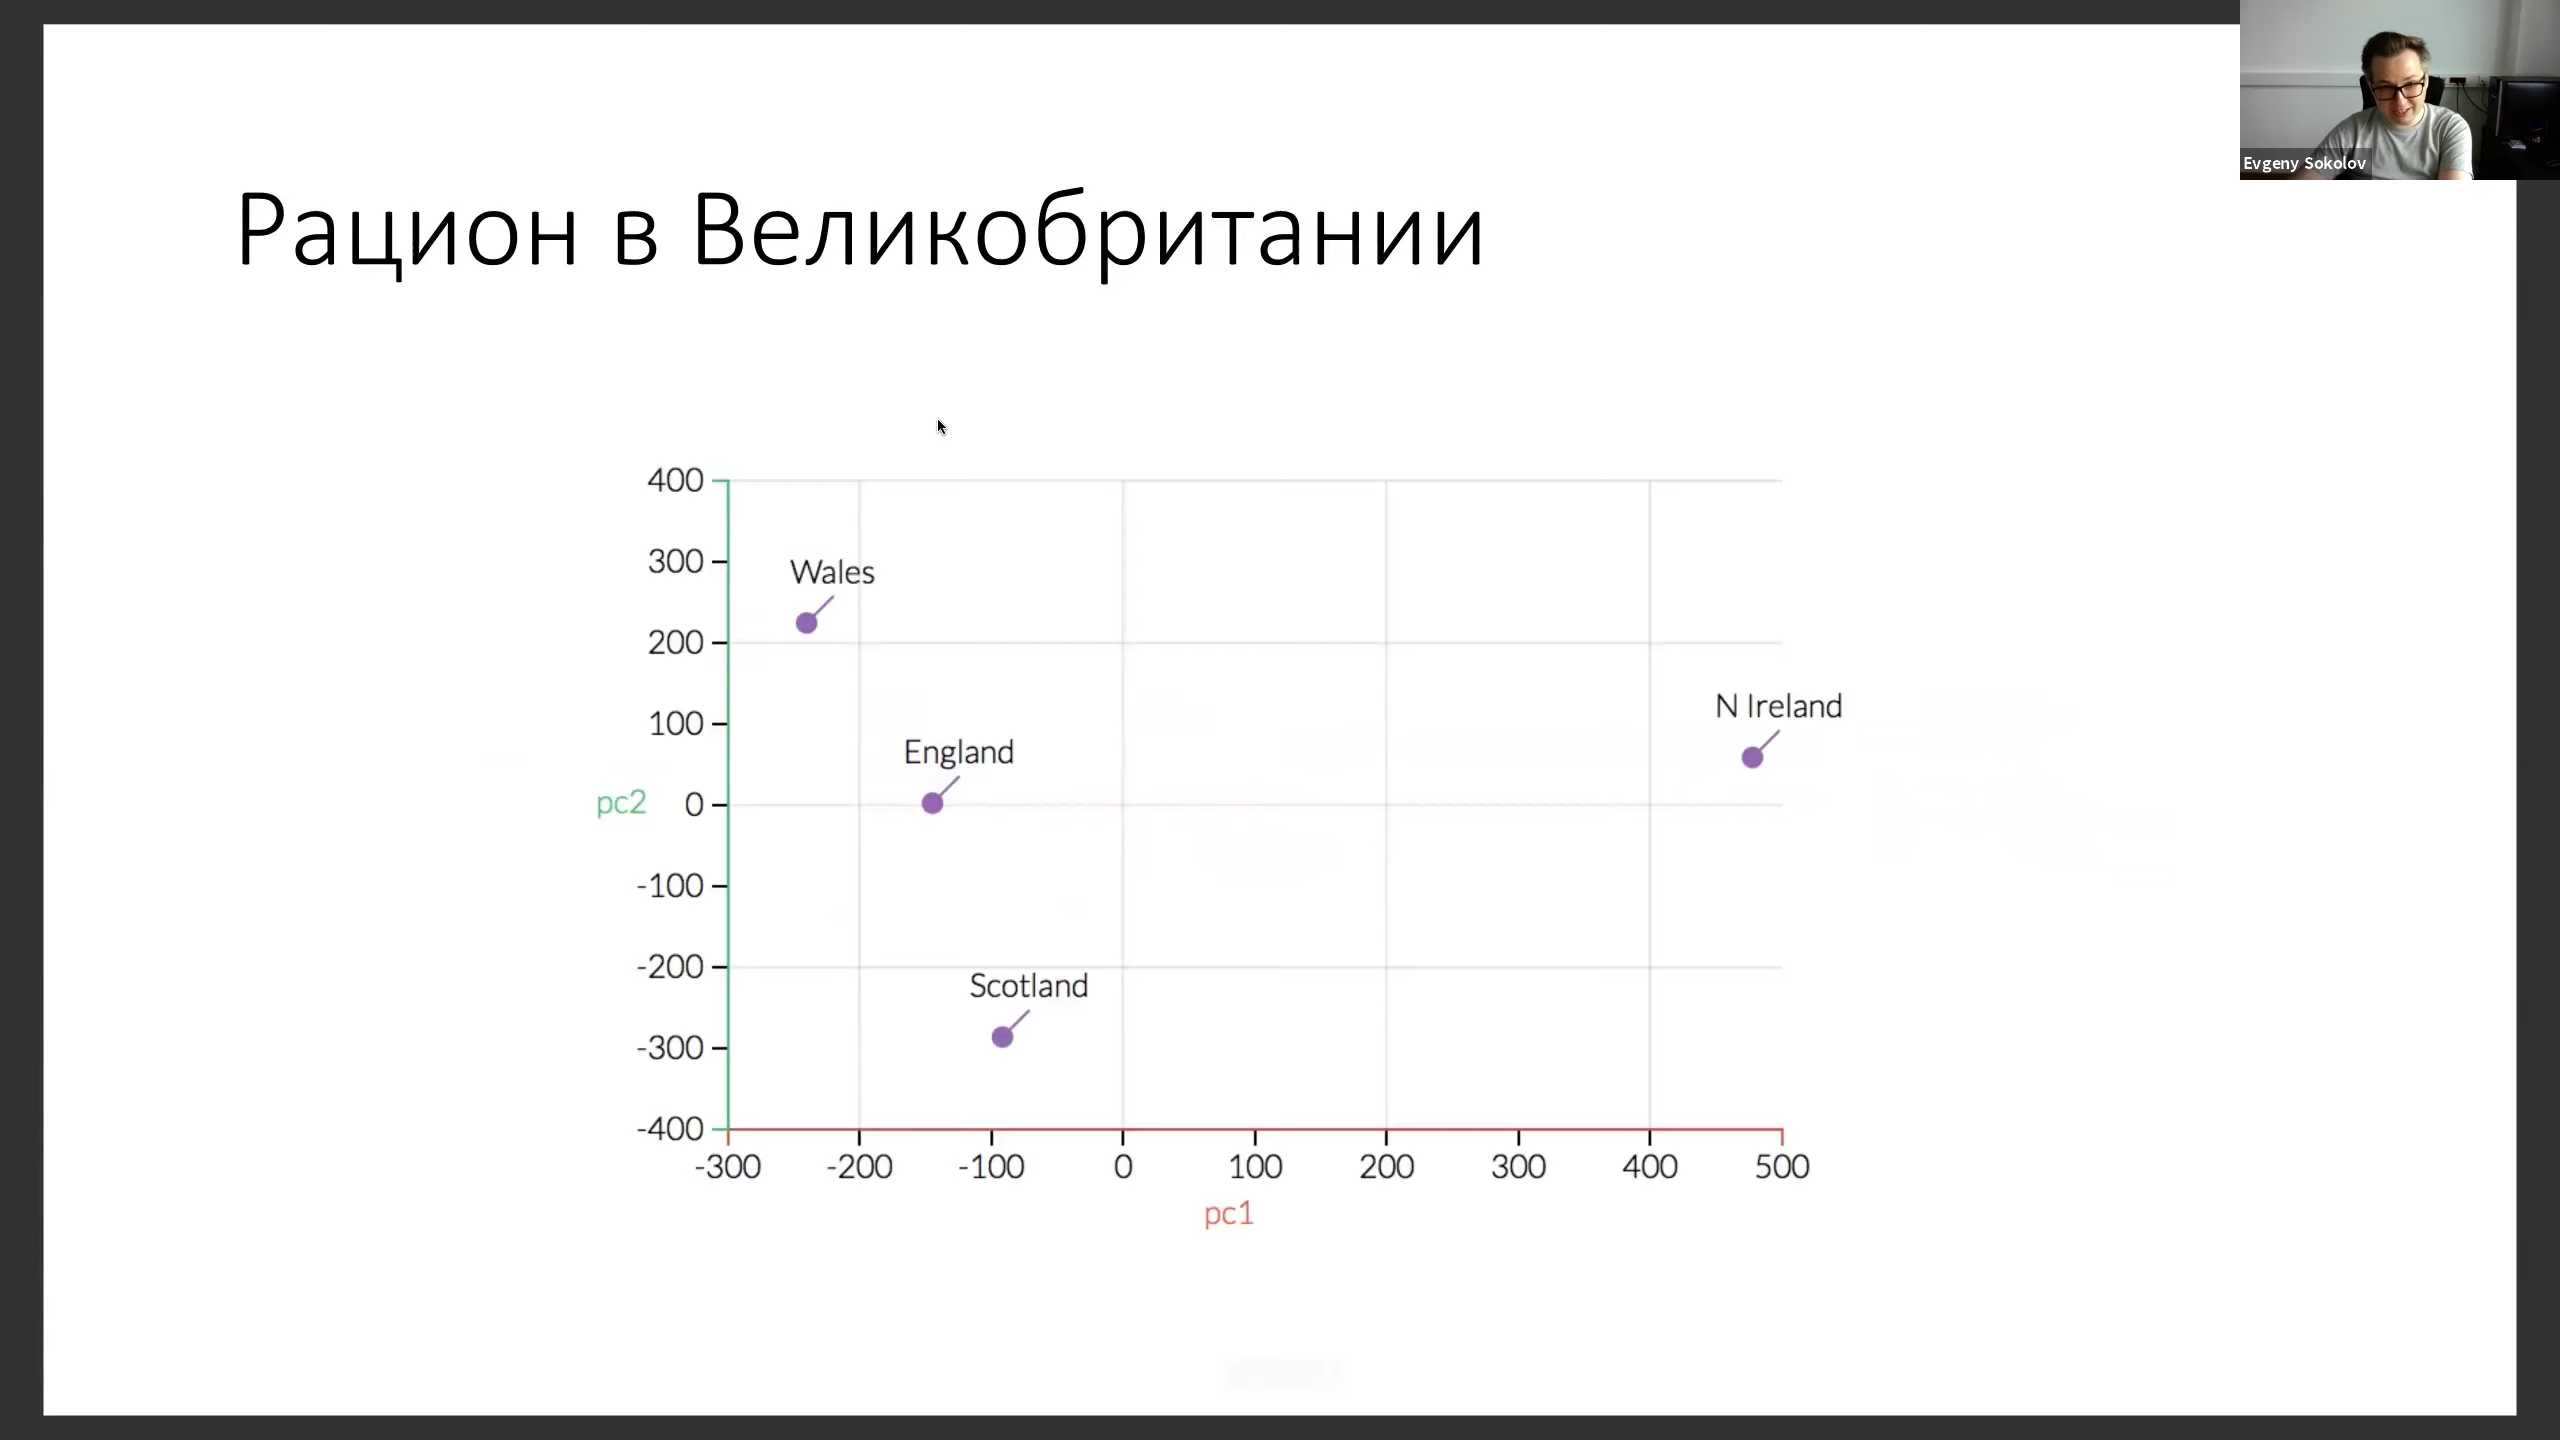 Evgeny Sokolov
Рацион в Великобритании
400
300
Wales
200
N Ireland
100
England
pc2
0
-100
-200
Scotland
-300
-400
-300 -200 -100 0 100 200 300 400 500
pc1